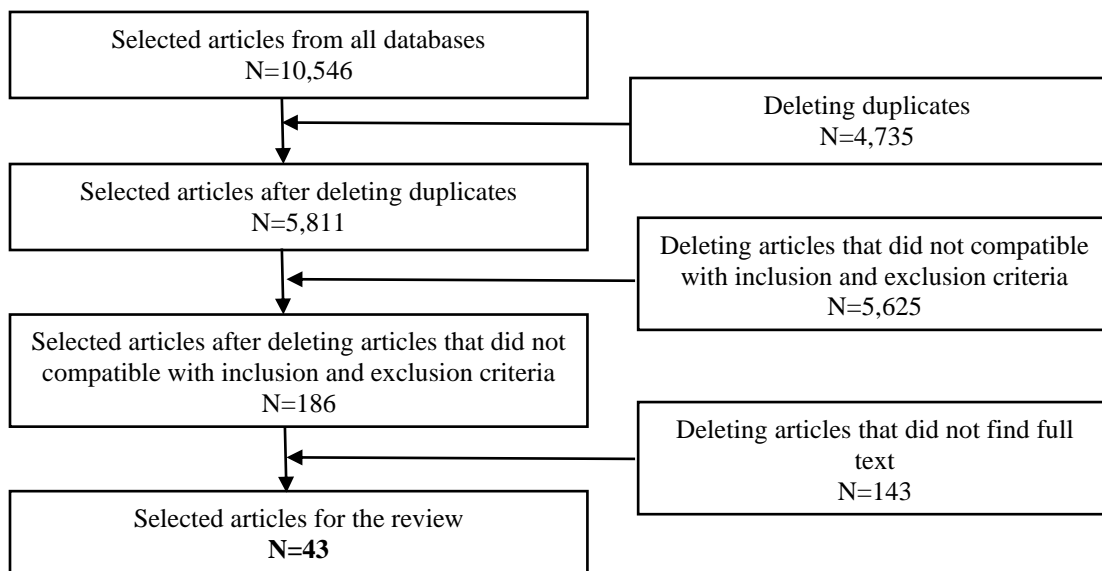 Selected articles from all databases
N=10,546
Deleting duplicates
N=4,735
Selected articles after deleting duplicates
N=5,811
Deleting articles that did not compatible
with inclusion and exclusion criteria
N=5,625
Selected articles after deleting articles that did not
compatible with inclusion and exclusion criteria
N=186
Deleting articles that did not find full
text
N=143
Selected articles for the review
N=43